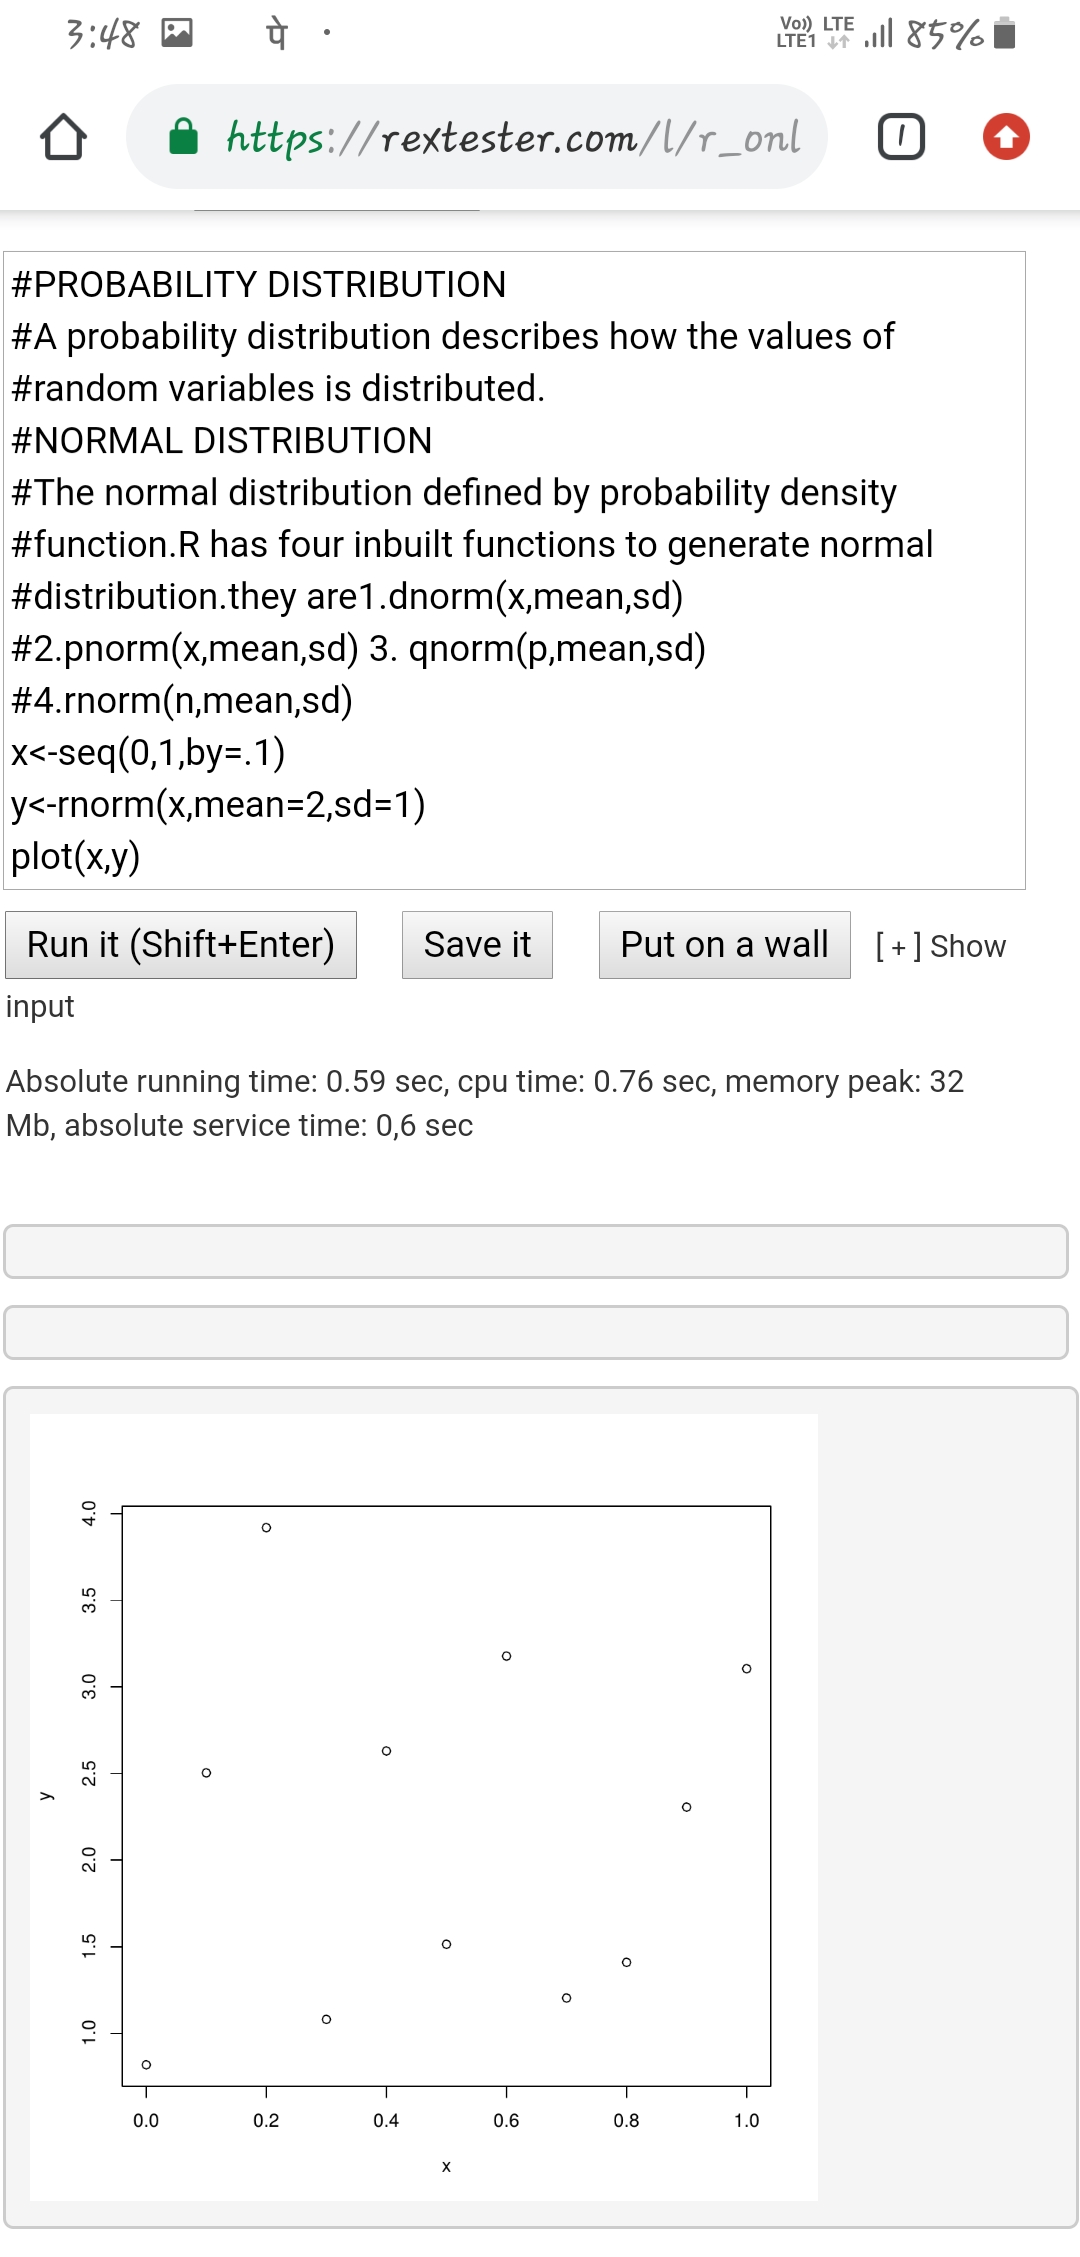 3:48 पे · Vo)) LTE LTE1 85%
https://rextester.com/l/r_onl 1
#PROBABILITY DISTRIBUTION
#A probability distribution describes how the values of
#random variables is distributed.
#NORMAL DISTRIBUTION
#The normal distribution defined by probability density
#function.R has four inbuilt functions to generate normal
#distribution.they are1.dnorm(x,mean,sd)
#2.pnorm(x,mean,sd) 3. qnorm(p,mean,sd)
#4.rnorm(n,mean,sd)
x<-seq(0,1,by=.1)
y<-rnorm(x,mean=2,sd=1)
plot(x,y)
Run it (Shift+Enter) Save it Put on a wall [ + ] Show
input
Absolute running time: 0.59 sec, cpu time: 0.76 sec, memory peak: 32
Mb, absolute service time: 0,6 sec
4.0
3.5
3.0
2.5
y
2.0
1.5
1.0
0.0 0.2 0.4 0.6 0.8 1.0
x